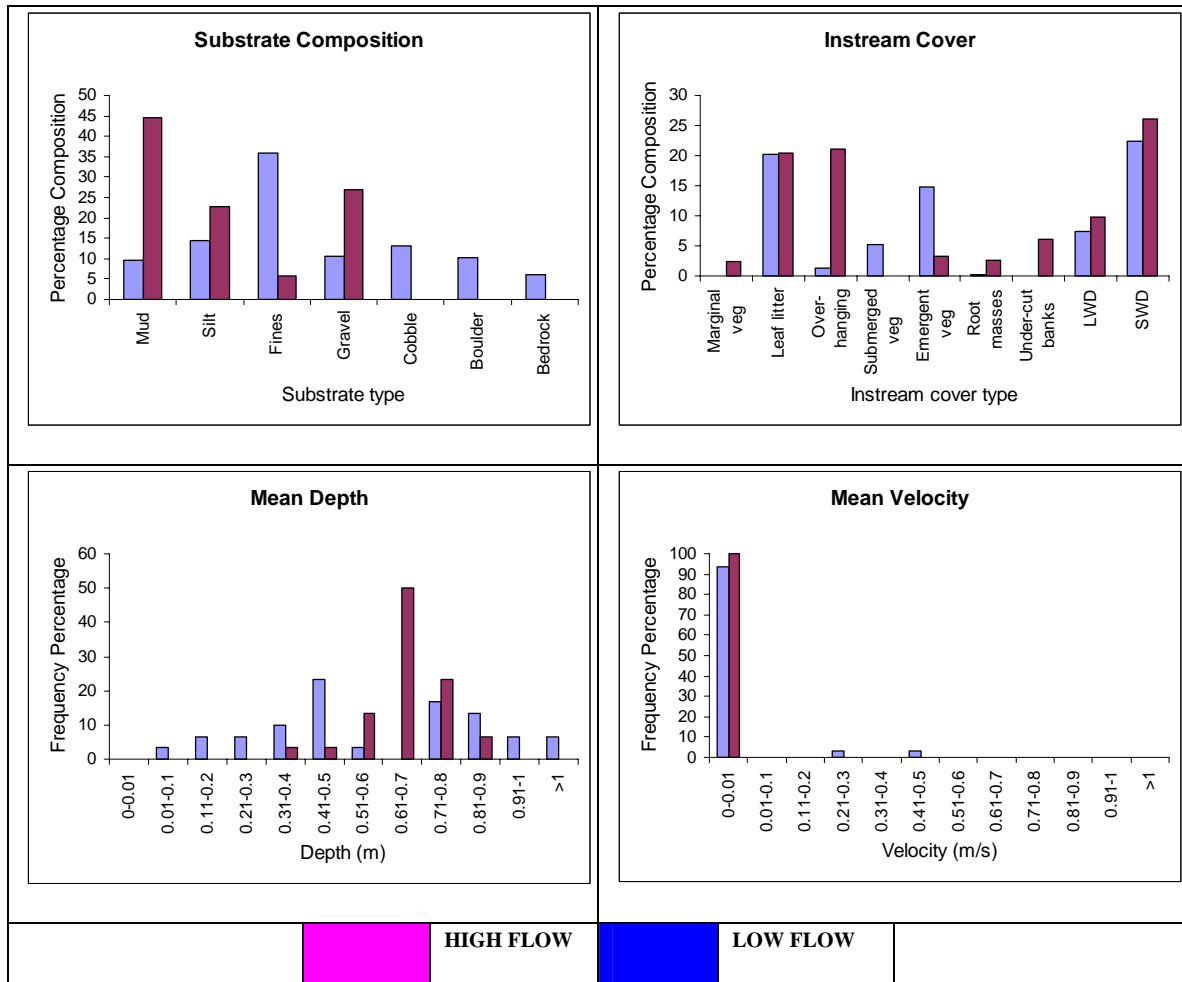 Substrate Composition
50
45
40
35
30
25
20
15
10
5
0
Percentage Composition
Mud
Silt
Fines
Gravel
Cobble
Boulder
Bedrock
Substrate type
Instream Cover
30
25
20
15
10
5
0
Percentage Composition
Marginal
veg
Leaf litter
Over-
hanging
Submerged
veg
Emergent
veg
Root
masses
Under-cut
banks
LWD
SWD
Instream cover type
Mean Depth
60
50
40
30
20
10
0
Frequency Percentage
0-0.01
0.01-0.1
0.11-0.2
0.21-0.3
0.31-0.4
0.41-0.5
0.51-0.6
0.61-0.7
0.71-0.8
0.81-0.9
0.91-1
>1
Depth (m)
Mean Velocity
100
90
80
70
60
50
40
30
20
10
0
Frequency Percentage
0-0.01
0.01-0.1
0.11-0.2
0.21-0.3
0.31-0.4
0.41-0.5
0.51-0.6
0.61-0.7
0.71-0.8
0.81-0.9
0.91-1
>1
Velocity (m/s)
HIGH FLOW
LOW FLOW